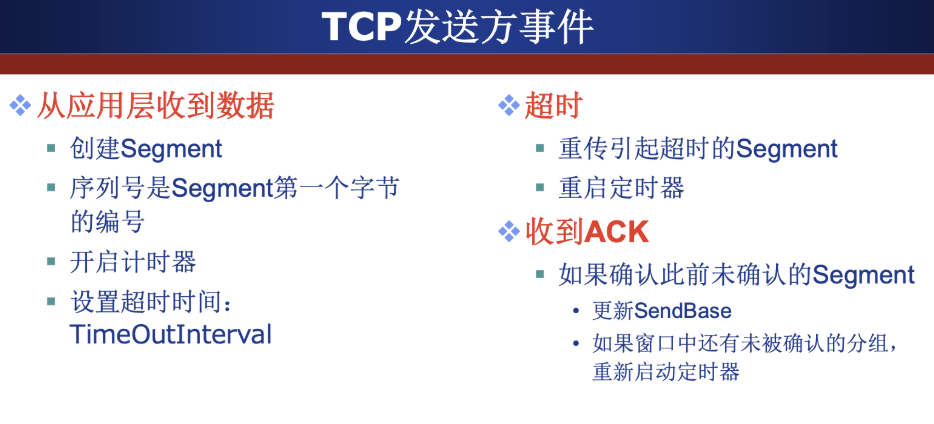 TCP发送方事件
从应用层收到数据
创建Segment
序列号是Segment第一个字节
的编号
开启计时器
设置超时时间：
TimeOutInterval
超时
重传引起超时的Segment
重启定时器
收到ACK
如果确认此前未确认的Segment
更新SendBase
如果窗口中还有未被确认的分组，
重新启动定时器